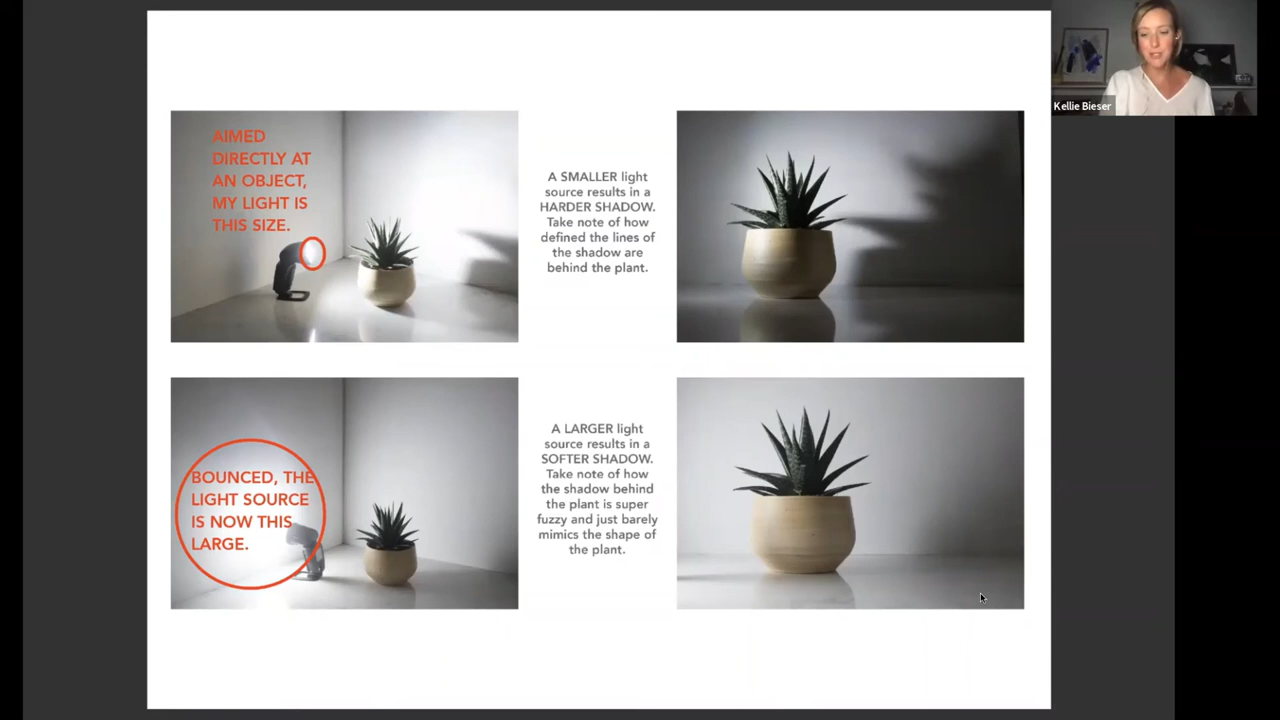 AIMED
DIRECTLY AT
AN OBJECT,
MY LIGHT IS
THIS SIZE.
A SMALLER light
source results in a
HARDER SHADOW.
Take note of how
defined the lines of
the shadow are
behind the plant.
BOUNCED, THE
LIGHT SOURCE
IS NOW THIS
LARGE.
A LARGER light
source results in a
SOFTER SHADOW.
Take note of how
the shadow behind
the plant is super
fuzzy and just barely
mimics the shape of
the plant.
Kellie Bieser